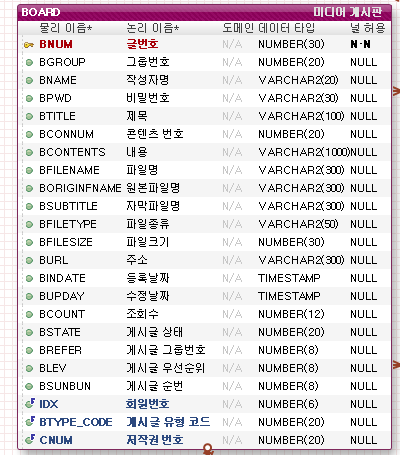 BOARD 미디어 게시판
물리 이름* 논리 이름* 도메인 데이터 타입 널 허용
BNUM 글번호 N/A NUMBER(30) N-N
BGROUP 그룹번호 N/A NUMBER(20) NULL
BNAME 작성자명 N/A VARCHAR2(20) NULL
BPWD 비밀번호 N/A VARCHAR2(30) NULL
BTITLE 제목 N/A VARCHAR2(100) NULL
BCONNUM 콘텐츠 번호 N/A NUMBER(20) NULL
BCONTENTS 내용 N/A VARCHAR2(1000) NULL
BFILENAME 파일명 N/A VARCHAR2(300) NULL
BORIGINFNAME 원본파일명 N/A VARCHAR2(300) NULL
BSUBTITLE 자막파일명 N/A VARCHAR2(300) NULL
BFILETYPE 파일종류 N/A VARCHAR2(50) NULL
BFILESIZE 파일크기 N/A NUMBER(30) NULL
BURL 주소 N/A VARCHAR2(300) NULL
BINDATE 등록날짜 N/A TIMESTAMP NULL
BUPDAY 수정날짜 N/A TIMESTAMP NULL
BCOUNT 조회수 N/A NUMBER(12) NULL
BSTATE 게시글 상태 N/A NUMBER(20) NULL
BREFER 게시글 그룹번호 N/A NUMBER(8) NULL
BLEV 게시글 우선순위 N/A NUMBER(8) NULL
BSUNBUN 게시글 순번 N/A NUMBER(8) NULL
IDX 회원번호 N/A NUMBER(6) NULL
BTYPE_CODE 게시글 유형 코드 N/A NUMBER(20) NULL
CNUM 저작권 번호 N/A NUMBER(20) NULL